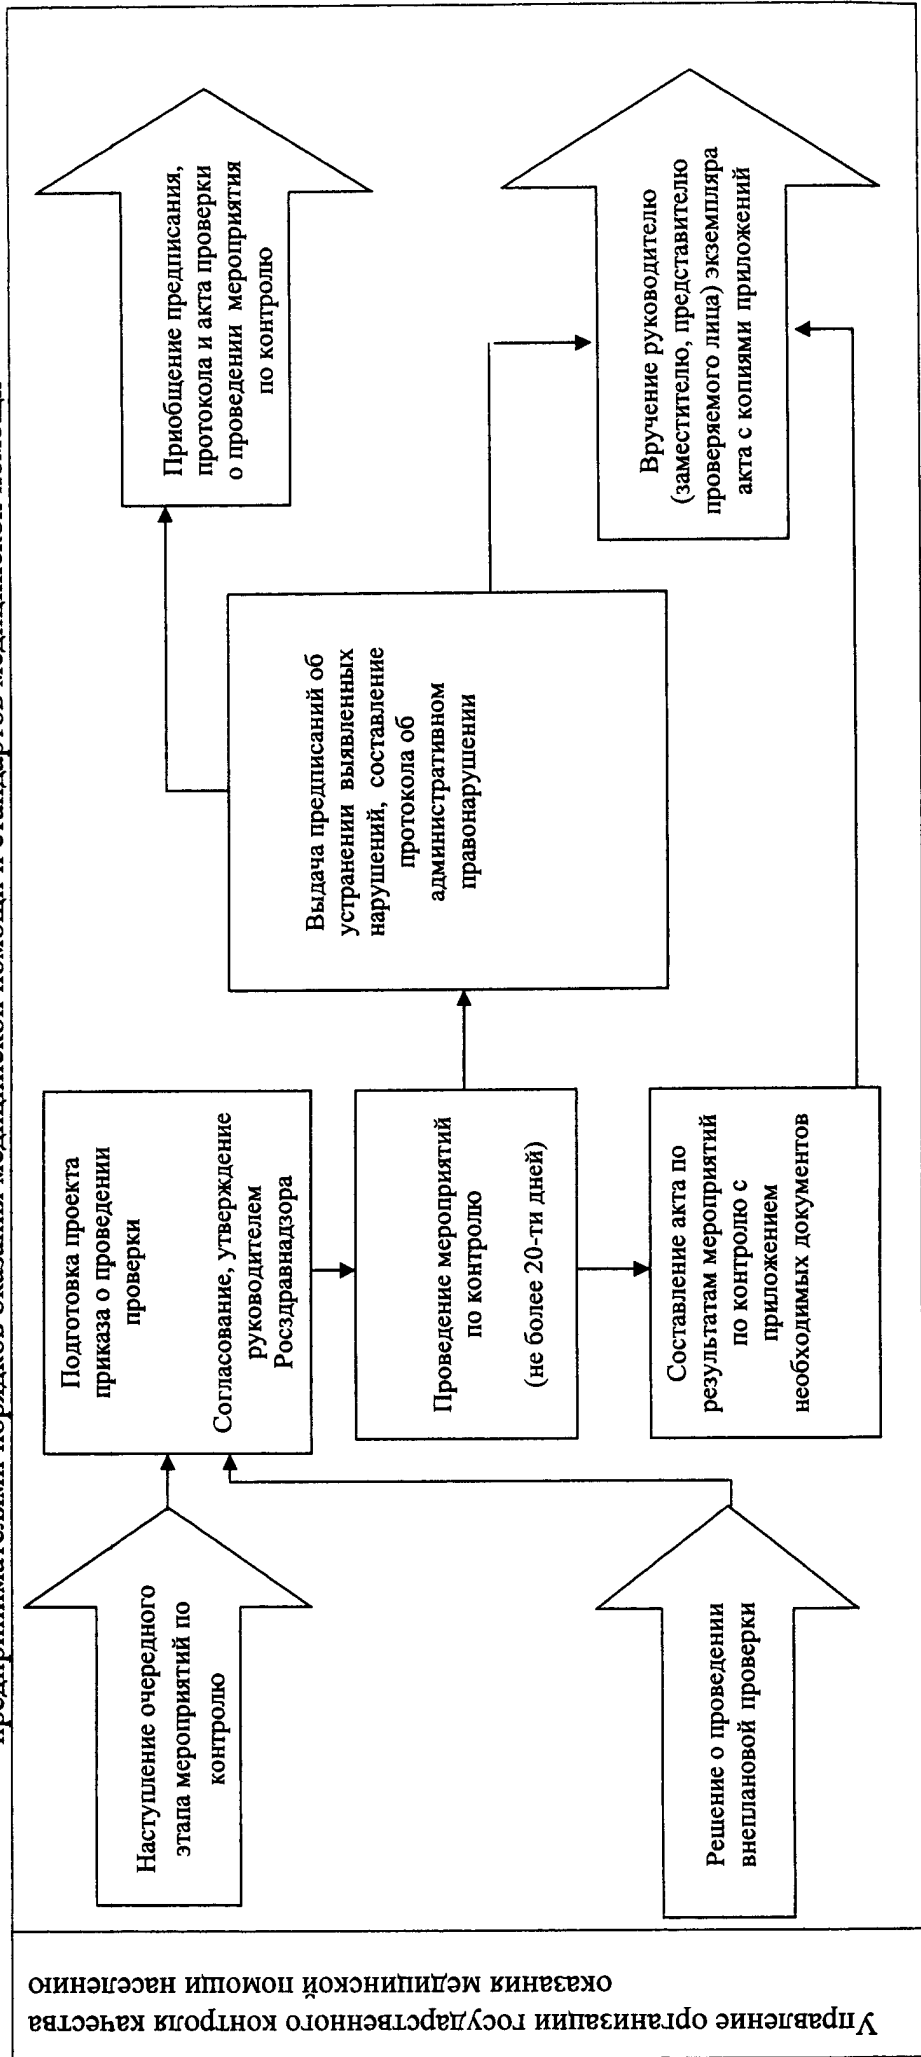 Управление организации государственного контроля качества
оказания медицинской помощи населению
Наступление очередного
этапа мероприятий по
контролю
Решение о проведении
внеплановой проверки
Подготовка проекта
приказа о проведении
проверки
Согласование, утверждение
руководителем
Росздравнадзора
Проведение мероприятий
по контролю
(не более 20-ти дней)
Составление акта по
результатам мероприятий
по контролю с
приложением
необходимых документов
Выдача предписаний об
устранении выявленных
нарушений, составление
протокола об
административном
правонарушении
Приобщение предписания,
протокола и акта проверки
о проведении мероприятия
по контролю
Вручение руководителю
(заместителю, представителю
проверяемого лица) экземпляра
акта с копиями приложений